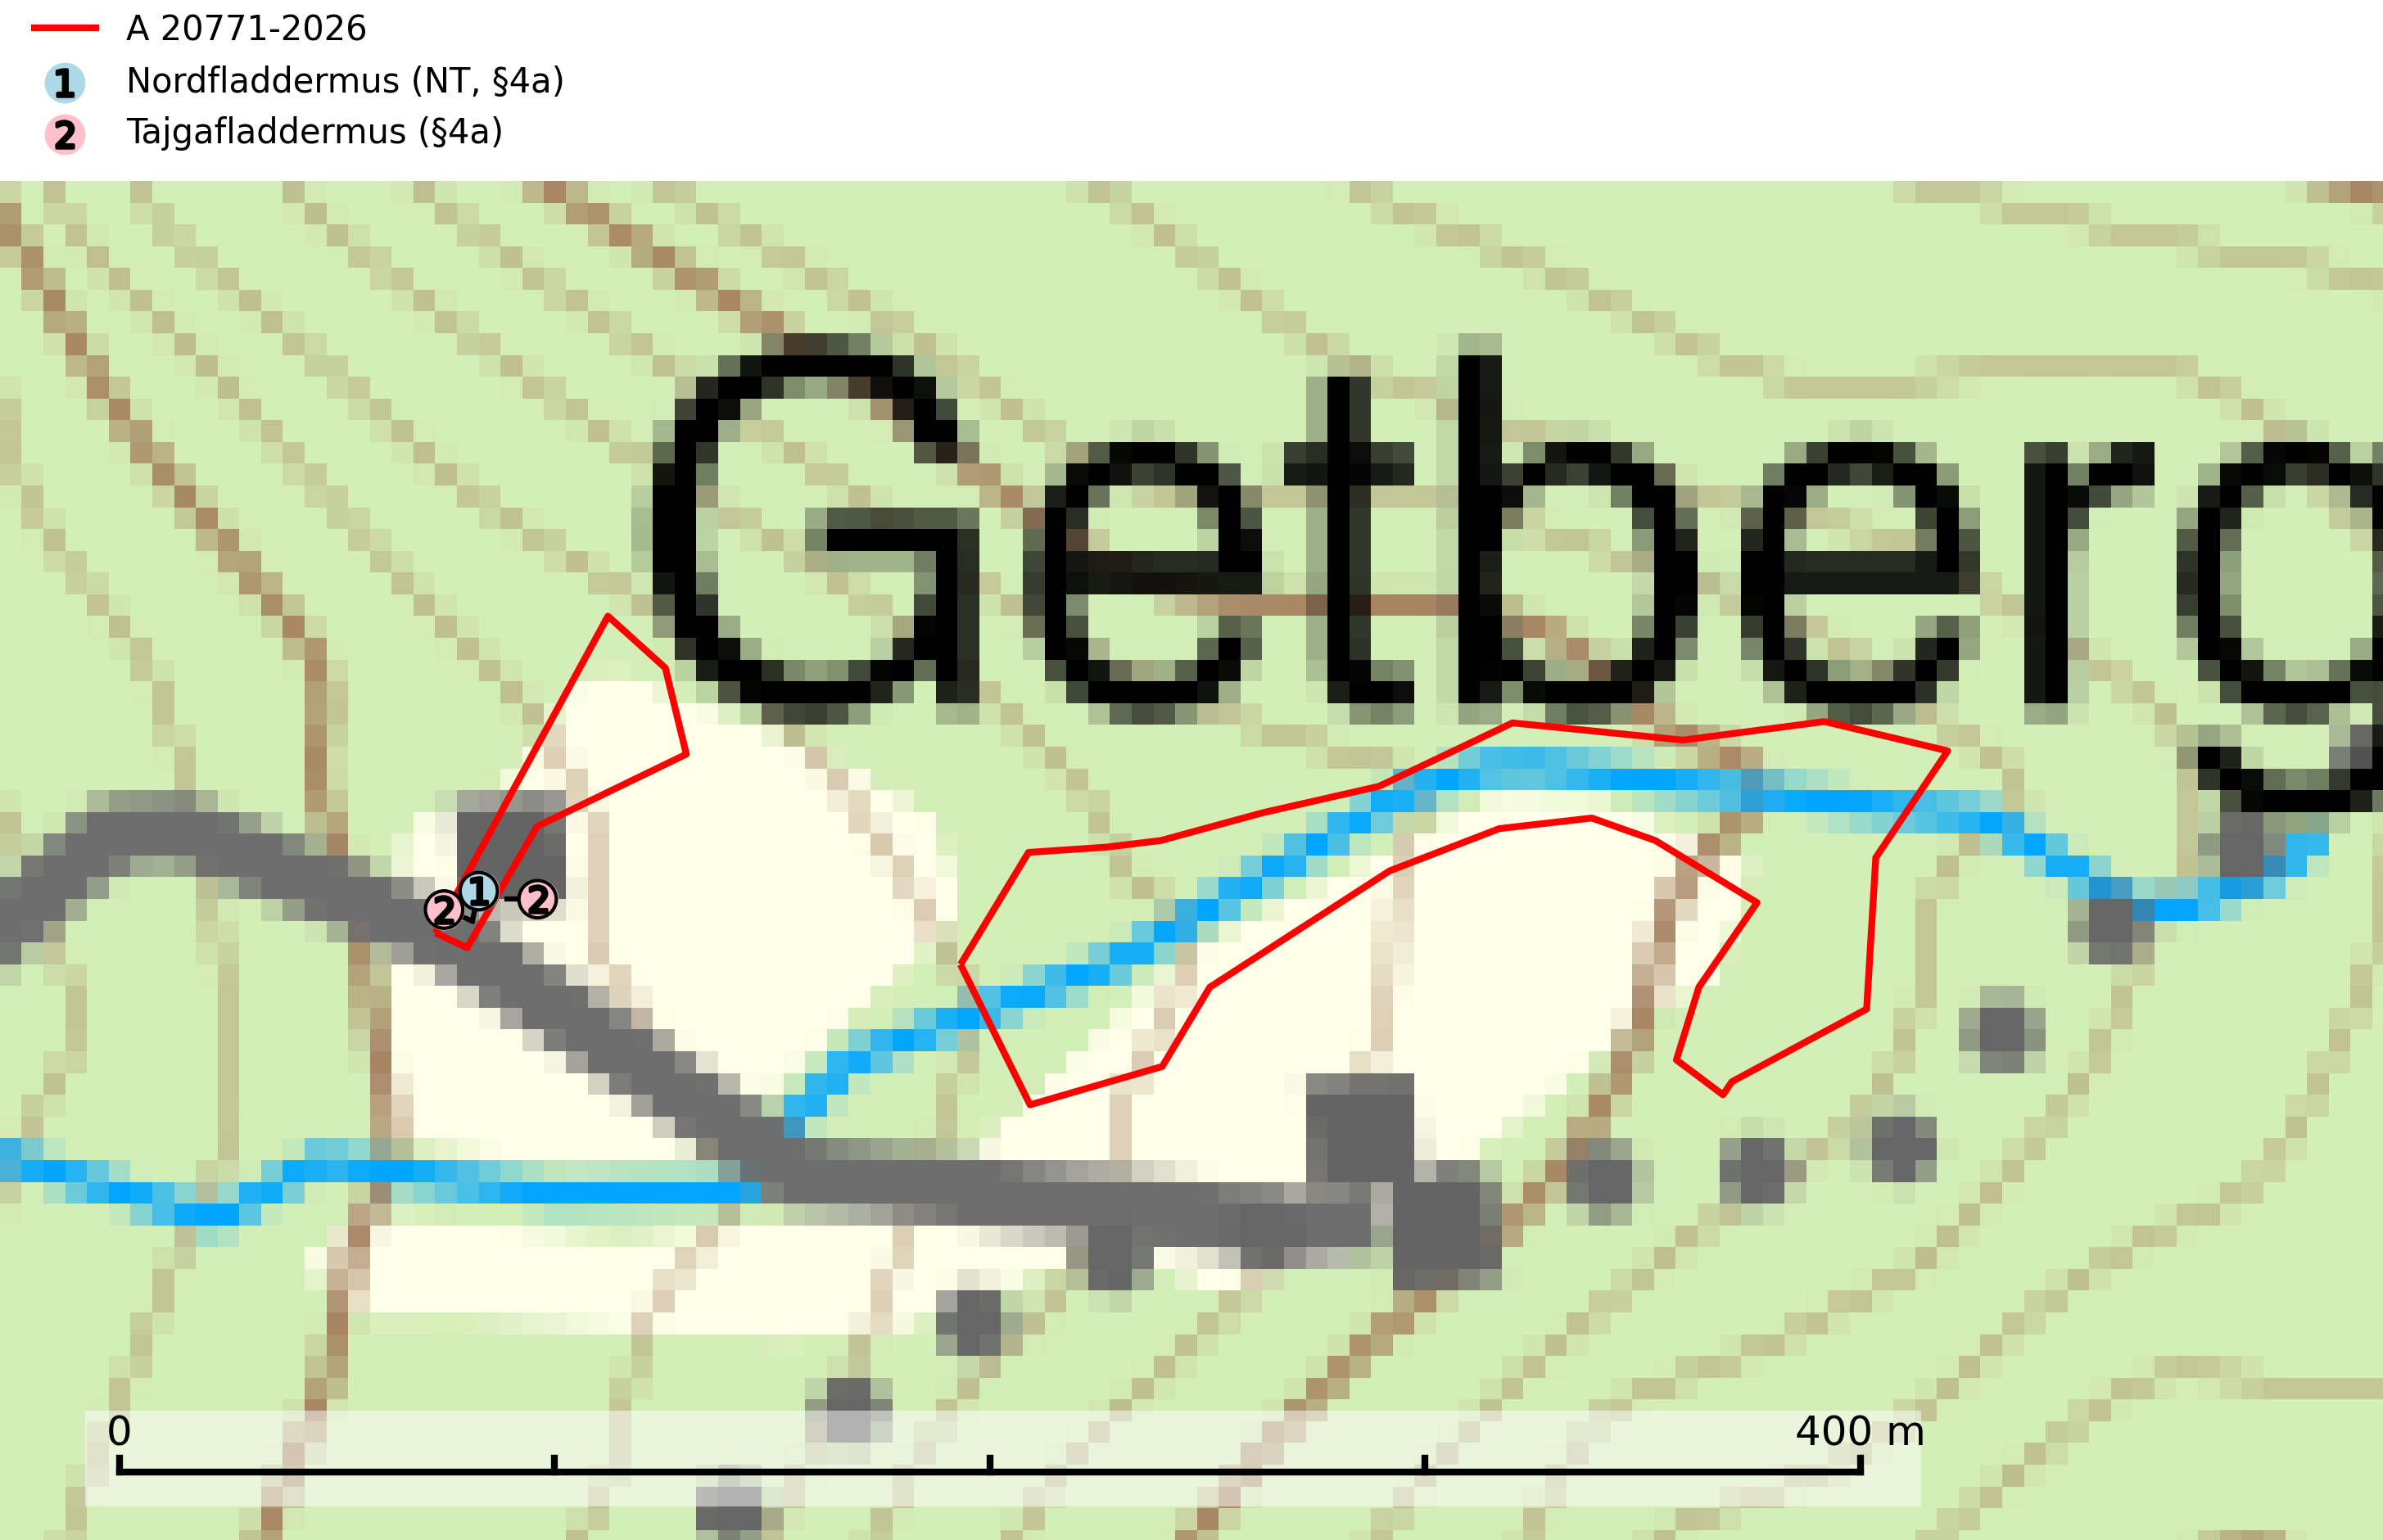 A 20771-2026
1 Nordfladdermus (NT, §4a)
2 Tajgafladdermus (§4a)
Getberg
2 1 2
0 400 m